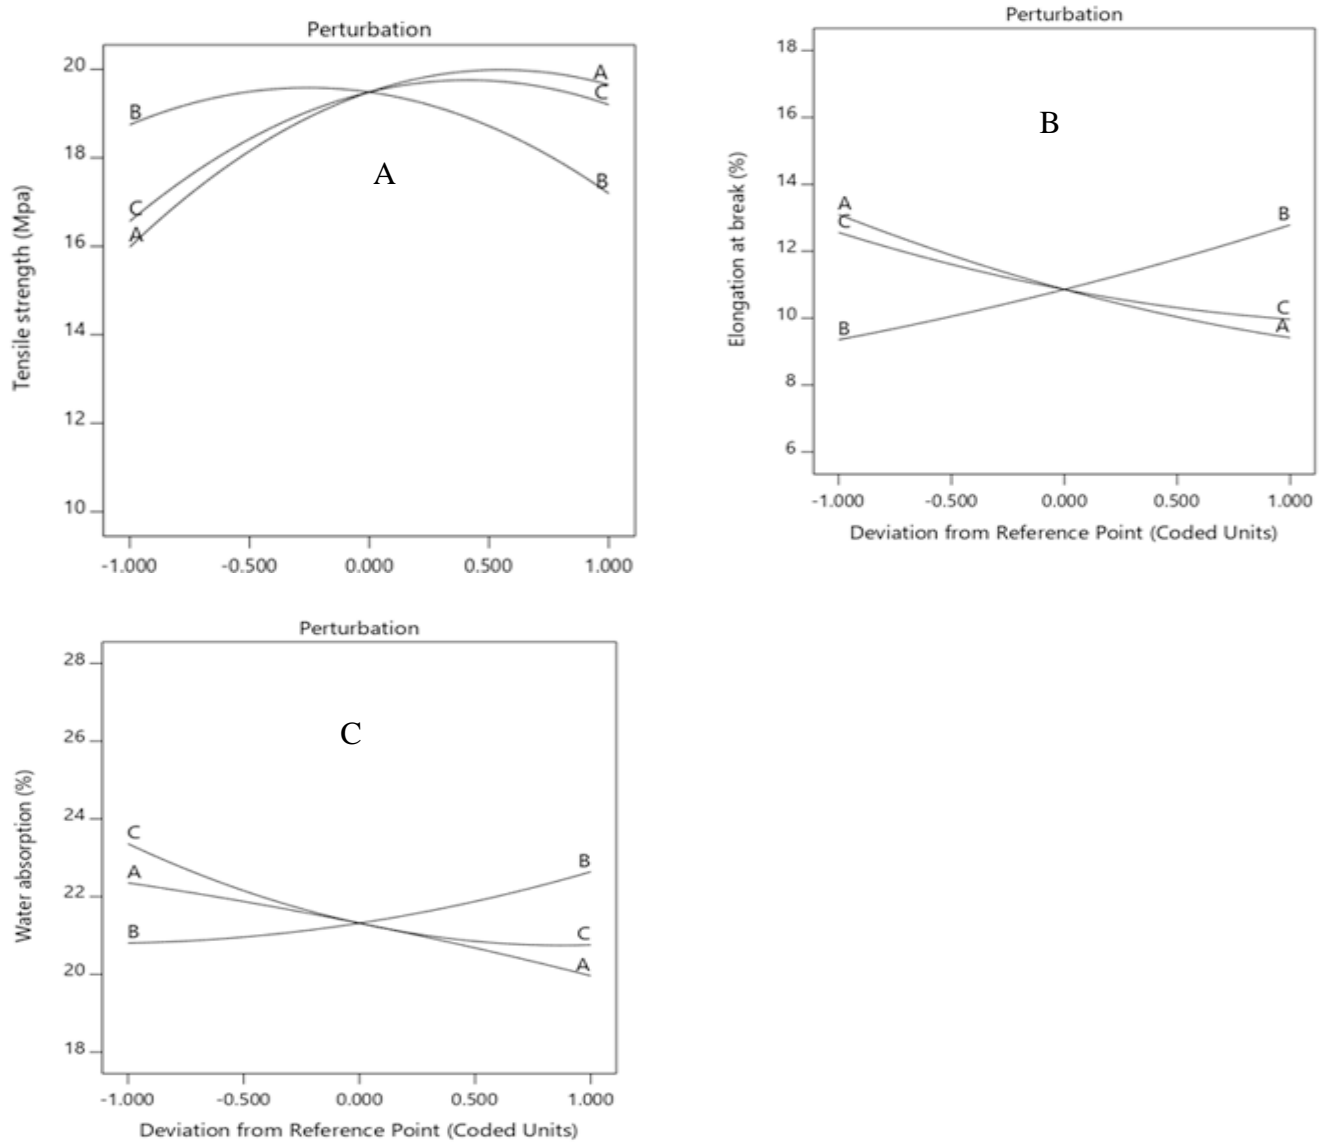 Perturbation
Tensile strength (Mpa)
20
18
16
14
12
10
B
C
A
A
A
C
B
-1.000 -0.500 0.000 0.500 1.000
Perturbation
Elongation at break (%)
18
16
14
12
10
8
6
B
A
C
B
B
C
A
-1.000 -0.500 0.000 0.500 1.000
Deviation from Reference Point (Coded Units)
Perturbation
Water absorption (%)
28
26
24
22
20
18
C
C
A
B
B
C
A
-1.000 -0.500 0.000 0.500 1.000
Deviation from Reference Point (Coded Units)